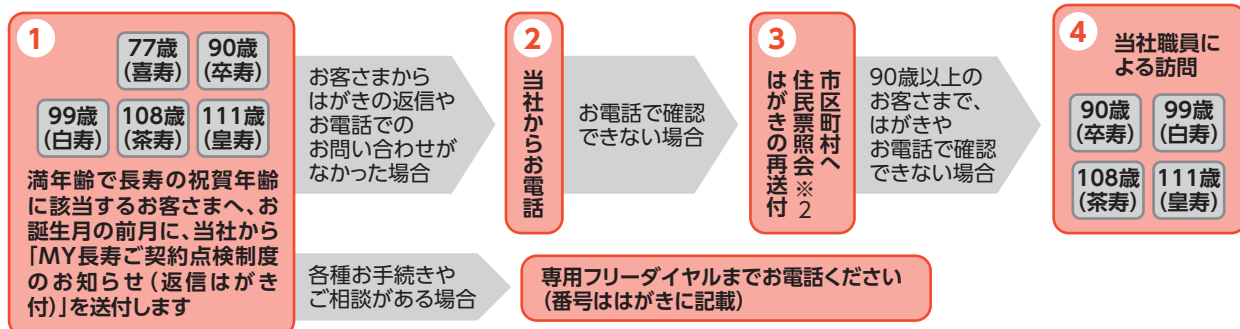 1
77歳
(喜寿)
90歳
(卒寿)
99歳
(白寿)
108歳
(茶寿)
111歳
(皇寿)
満年齢で長寿の祝賀年齢
に該当するお客さまへ、お
誕生月の前月に、当社から
「MY長寿ご契約点検制度
のお知らせ(返信はがき
付)」を送付します
お客さまから
はがきの返信や
お電話での
お問い合わせが
なかった場合
2
当社からお電話
お電話で確認
できない場合
3
市区町村へ
住民票照会※2
はがきの再送付
90歳以上の
お客さまで、
はがきや
お電話で確認
できない場合
4
当社職員に
よる訪問
90歳
(卒寿)
99歳
(白寿)
108歳
(茶寿)
111歳
(皇寿)
各種お手続きや
ご相談がある場合
専用フリーダイヤルまでお電話ください
(番号ははがきに記載)